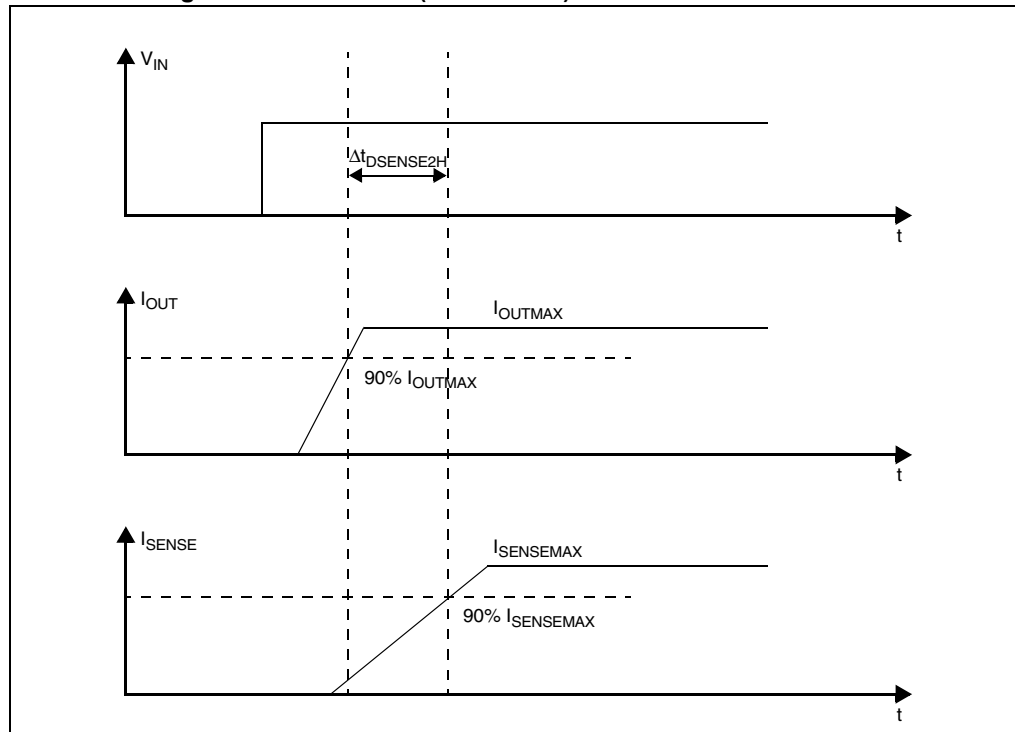 V_IN
Δt_DSENSE2H
t
I_OUT
I_OUTMAX
90% I_OUTMAX
t
I_SENSE
I_SENSEMAX
90% I_SENSEMAX
t